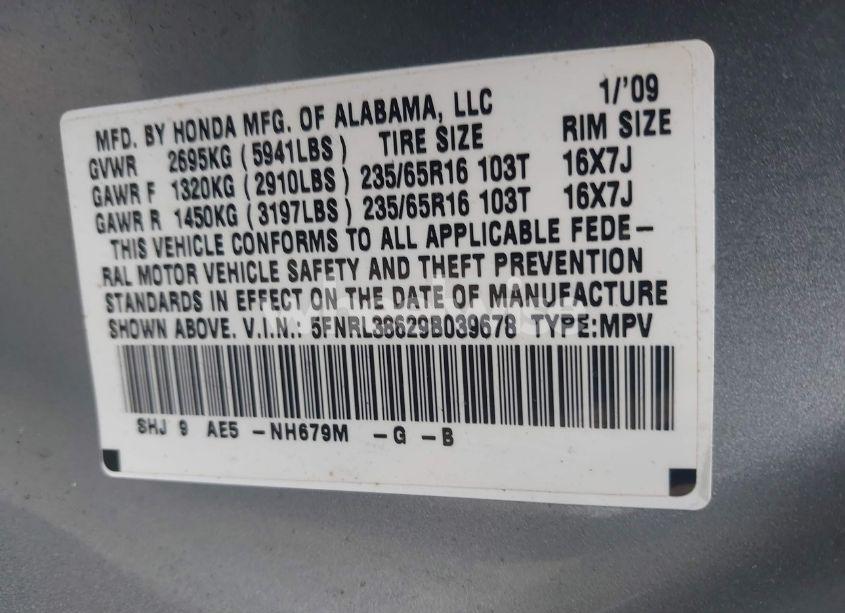 MFD. BY HONDA MFG. OF ALABAMA, LLC 1/'09
GVWR 2695KG (5941LBS) TIRE SIZE RIM SIZE
GAWR F 1320KG (2910LBS) 235/65R16 103T 16X7J
GAWR R 1450KG (3197LBS) 235/65R16 103T 16X7J
THIS VEHICLE CONFORMS TO ALL APPLICABLE FEDE-
RAL MOTOR VEHICLE SAFETY AND THEFT PREVENTION
STANDARDS IN EFFECT ON THE DATE OF MANUFACTURE
SHOWN ABOVE. V.I.N.: 5FNRL38629B039678 TYPE:MPV
SHJ 9 AE5 -NH679M -G -B